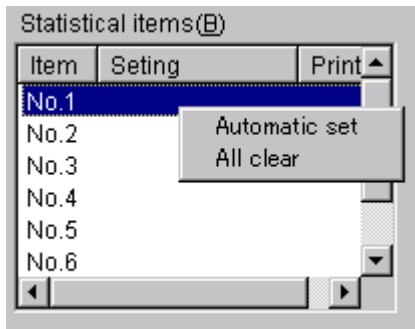 Statistical items(B)
Item Seting Print
No.1
No.2
No.3
No.4
No.5
No.6
Automatic set
All clear